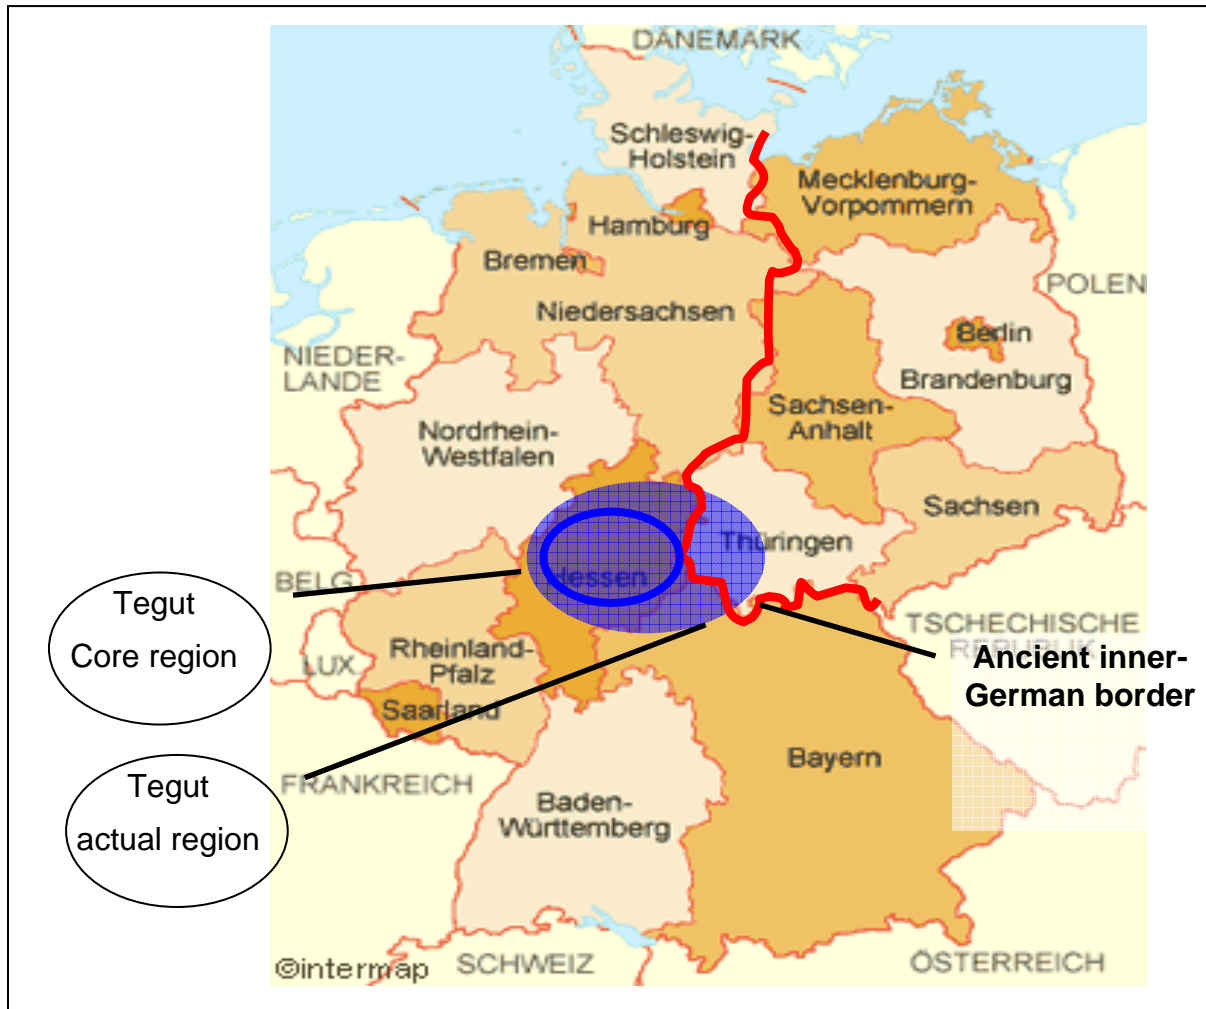 DÄNEMARK
Schleswig-
Holstein
Mecklenburg-
Vorpommern
Hamburg
Bremen
POLEN
Niedersachsen
Berlin
NIEDER-
LANDE
Brandenburg
Sachsen-
Anhalt
Nordrhein-
Westfalen
Sachsen
Thüringen
BELG
Hessen
Tegut
Core region
TSCHECHISCHE
REPUBLIK
Ancient inner-
German border
LUX.
Rheinland-
Pfalz
Saarland
Bayern
FRANKREICH
Tegut
actual region
Baden-
Württemberg
©intermap
SCHWEIZ
ÖSTERREICH